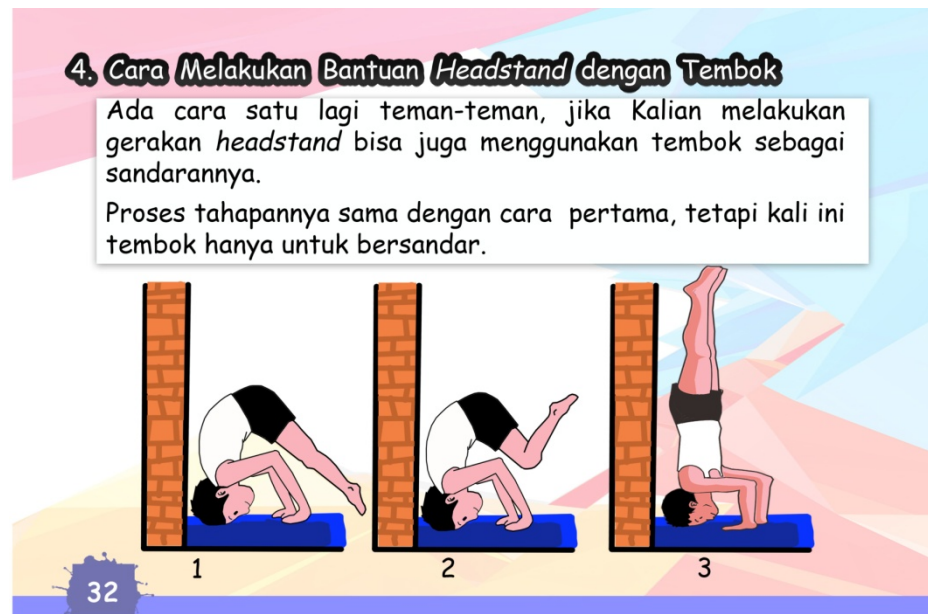 4. Cara Melakukan Bantuan Headstand dengan Tembok
Ada cara satu lagi teman-teman, jika Kalian melakukan
gerakan headstand bisa juga menggunakan tembok sebagai
sandarannya.
Proses tahapannya sama dengan cara pertama, tetapi kali ini
tembok hanya untuk bersandar.
1
2
3
32